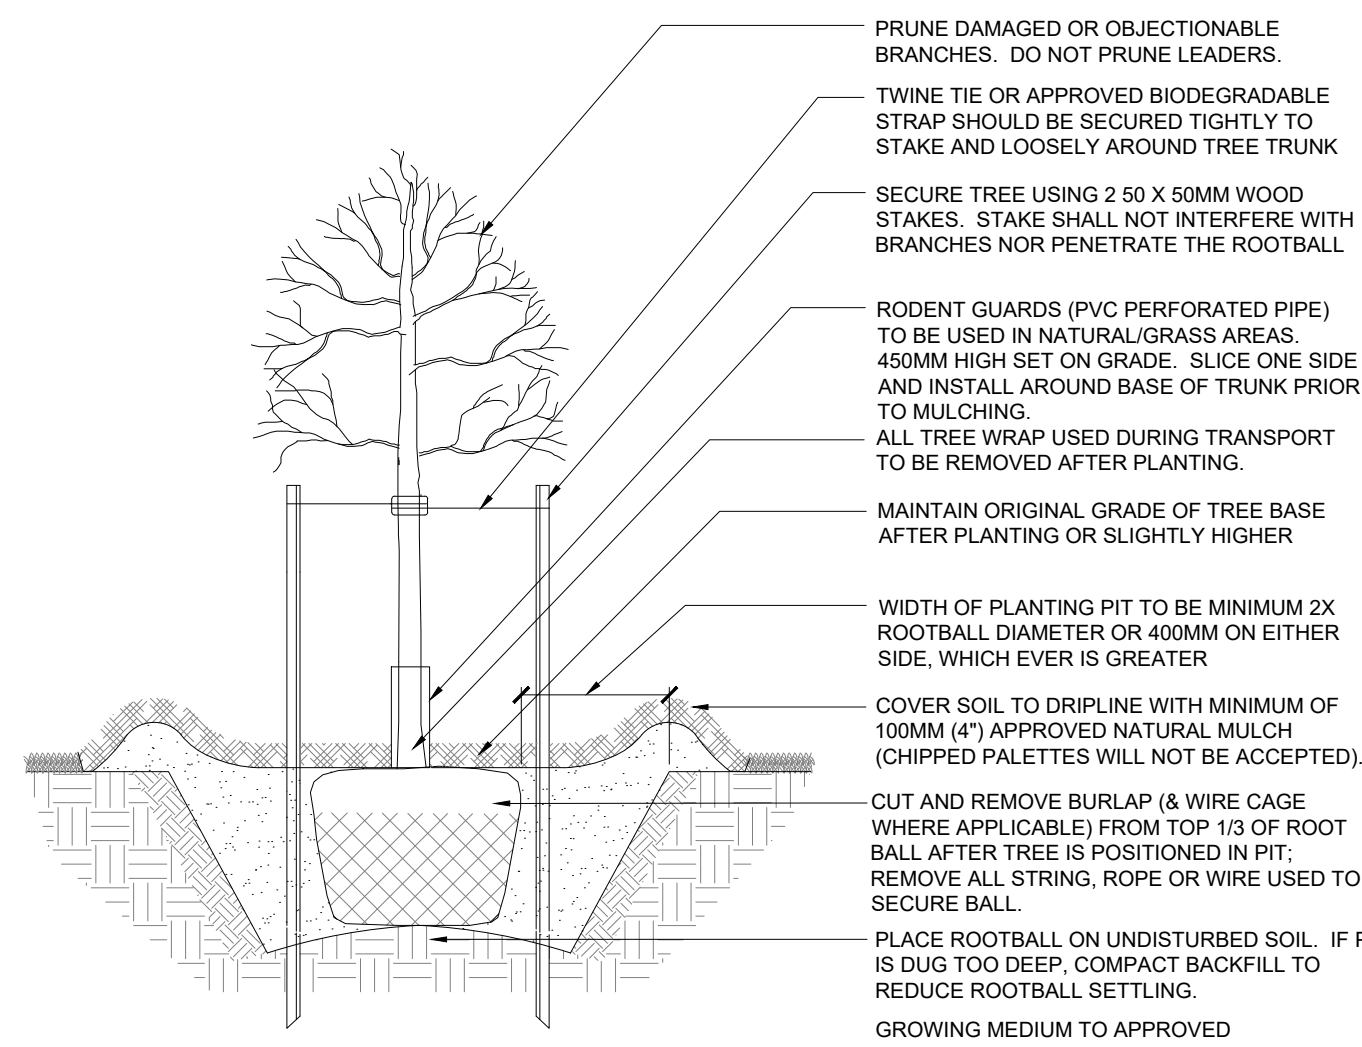 PRUNE DAMAGED OR OBJECTIONABLE
BRANCHES. DO NOT PRUNE LEADERS.
TWINE TIE OR APPROVED BIODEGRADABLE
STRAP SHOULD BE SECURED TIGHTLY TO
STAKE AND LOOSELY AROUND TREE TRUNK
SECURE TREE USING 2 50 X 50MM WOOD
STAKES. STAKE SHALL NOT INTERFERE WITH
BRANCHES NOR PENETRATE THE ROOTBALL
RODENT GUARDS (PVC PERFORATED PIPE)
TO BE USED IN NATURAL/GRASS AREAS.
450MM HIGH SET ON GRADE. SLICE ONE SIDE
AND INSTALL AROUND BASE OF TRUNK PRIOR
TO MULCHING.
ALL TREE WRAP USED DURING TRANSPORT
TO BE REMOVED AFTER PLANTING.
MAINTAIN ORIGINAL GRADE OF TREE BASE
AFTER PLANTING OR SLIGHTLY HIGHER
WIDTH OF PLANTING PIT TO BE MINIMUM 2X
ROOTBALL DIAMETER OR 400MM ON EITHER
SIDE, WHICH EVER IS GREATER
COVER SOIL TO DRIPLINE WITH MINIMUM OF
100MM (4") APPROVED NATURAL MULCH
(CHIPPED PALETTES WILL NOT BE ACCEPTED).
CUT AND REMOVE BURLAP (& WIRE CAGE
WHERE APPLICABLE) FROM TOP 1/3 OF ROOT
BALL AFTER TREE IS POSITIONED IN PIT;
REMOVE ALL STRING, ROPE OR WIRE USED TO
SECURE BALL.
PLACE ROOTBALL ON UNDISTURBED SOIL. IF
IS DUG TOO DEEP, COMPACT BACKFILL TO
REDUCE ROOTBALL SETTLING.
GROWING MEDIUM TO APPROVED